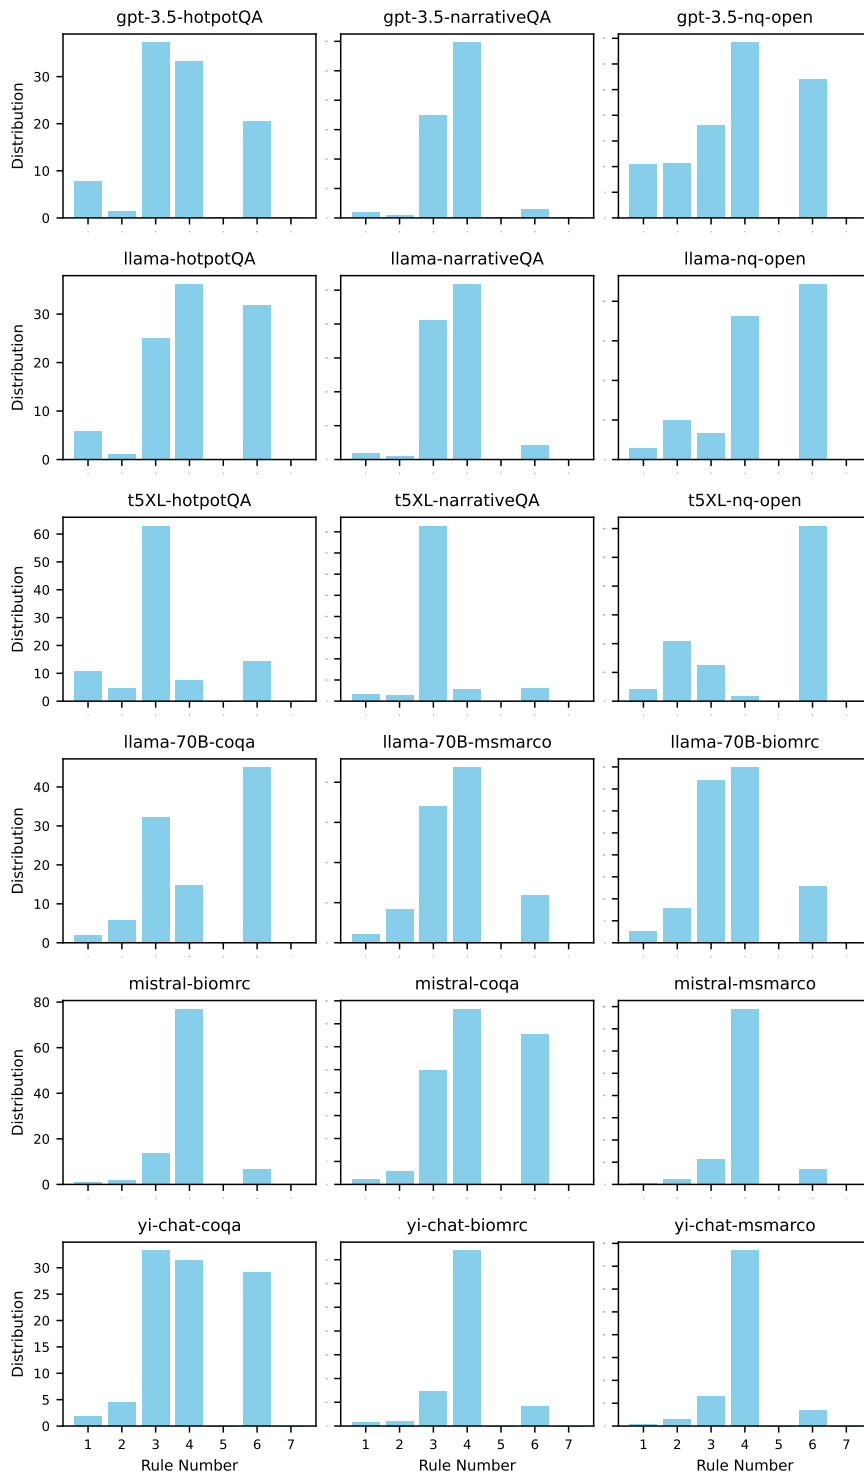 gpt-3.5-hotpotQA gpt-3.5-narrativeQA gpt-3.5-nq-open
Distribution
30
20
10
0
llama-hotpotQA llama-narrativeQA llama-nq-open
Distribution
30
20
10
0
t5XL-hotpotQA t5XL-narrativeQA t5XL-nq-open
Distribution
60
50
40
30
20
10
0
llama-70B-coqa llama-70B-msmarco llama-70B-biomrc
Distribution
40
30
20
10
0
mistral-biomrc mistral-coqa mistral-msmarco
Distribution
80
60
40
20
0
yi-chat-coqa yi-chat-biomrc yi-chat-msmarco
Distribution
30
25
20
15
10
5
0
1 2 3 4 5 6 7 1 2 3 4 5 6 7 1 2 3 4 5 6 7
Rule Number Rule Number Rule Number